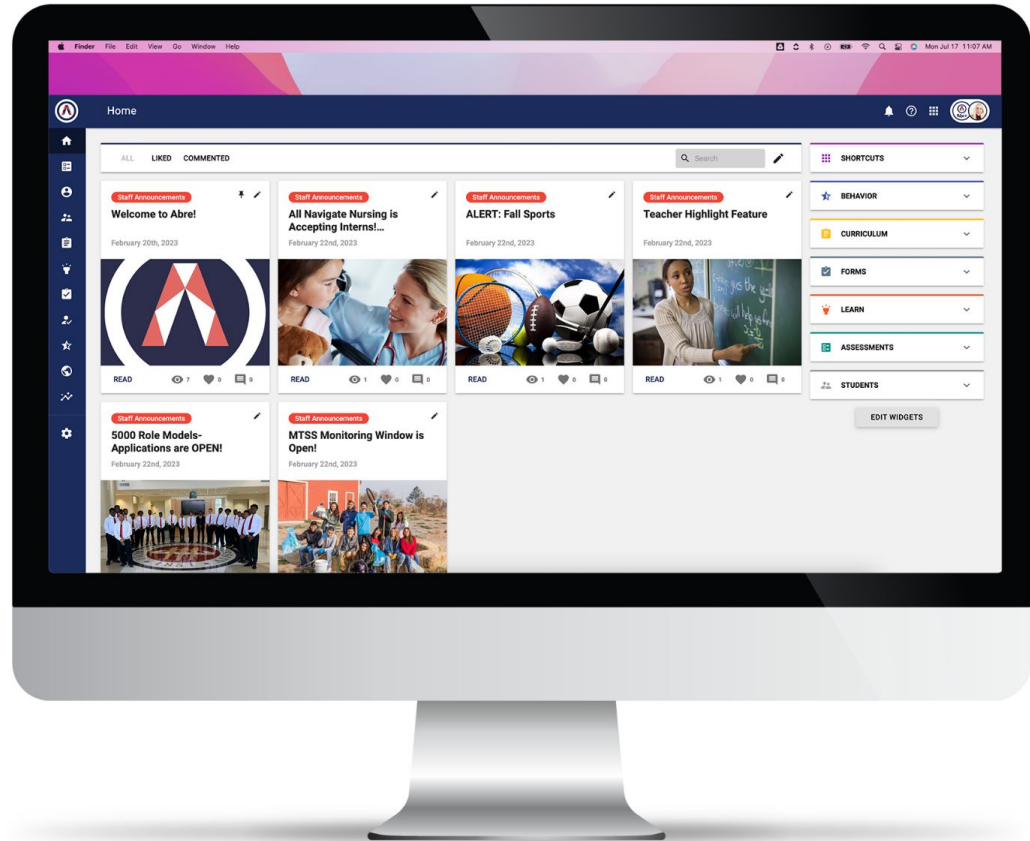 Finder File Edit View Go Window Help
Mon Jul 17 11:07 AM
Home
ALL LIKED COMMENTED
Search
Staff Announcements
Welcome to Abre!
February 20th, 2023
READ 7 0 0
Staff Announcements
All Navigate Nursing is
Accepting Interns!...
February 22nd, 2023
READ 1 0 0
Staff Announcements
ALERT: Fall Sports
February 22nd, 2023
READ 1 0 0
Staff Announcements
Teacher Highlight Feature
February 22nd, 2023
READ 1 0 0
Staff Announcements
5000 Role Models-
Applications are OPEN!
February 22nd, 2023
Staff Announcements
MTSS Monitoring Window is
Open!
February 22nd, 2023
SHORTCUTS
BEHAVIOR
CURRICULUM
FORMS
LEARN
ASSESSMENTS
STUDENTS
EDIT WIDGETS